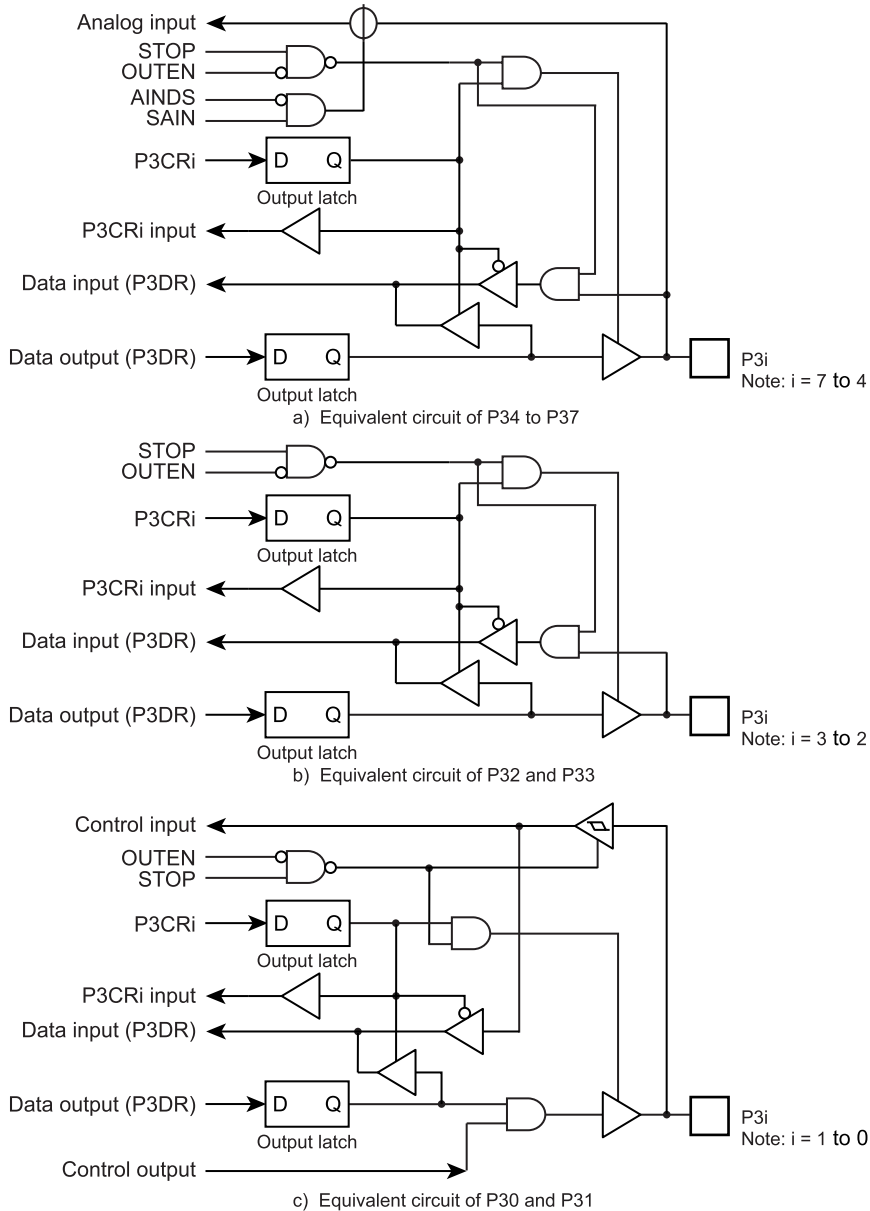 Analog input
STOP
OUTEN
AINDS
SAIN
P3CRi
D Q
Output latch
P3CRi input
Data input (P3DR)
Data output (P3DR)
D Q
Output latch
P3i
Note: i = 7 to 4
a) Equivalent circuit of P34 to P37
STOP
OUTEN
P3CRi
D Q
Output latch
P3CRi input
Data input (P3DR)
Data output (P3DR)
D Q
Output latch
P3i
Note: i = 3 to 2
b) Equivalent circuit of P32 and P33
Control input
OUTEN
STOP
P3CRi
D Q
Output latch
P3CRi input
Data input (P3DR)
Data output (P3DR)
D Q
Output latch
P3i
Note: i = 1 to 0
Control output
c) Equivalent circuit of P30 and P31